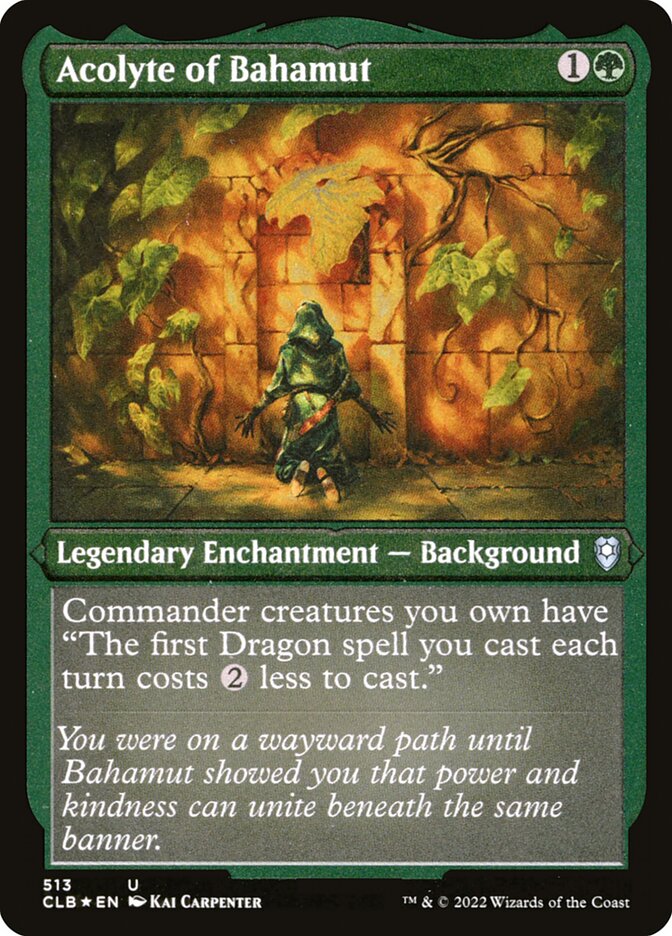 Acolyte of Bahamut 1
Legendary Enchantment — Background
Commander creatures you own have
“The first Dragon spell you cast each
turn costs 2 less to cast.”
You were on a wayward path until
Bahamut showed you that power and
kindness can unite beneath the same
banner.
513 U
CLB★EN Kai Carpenter ™ & © 2022 Wizards of the Coast